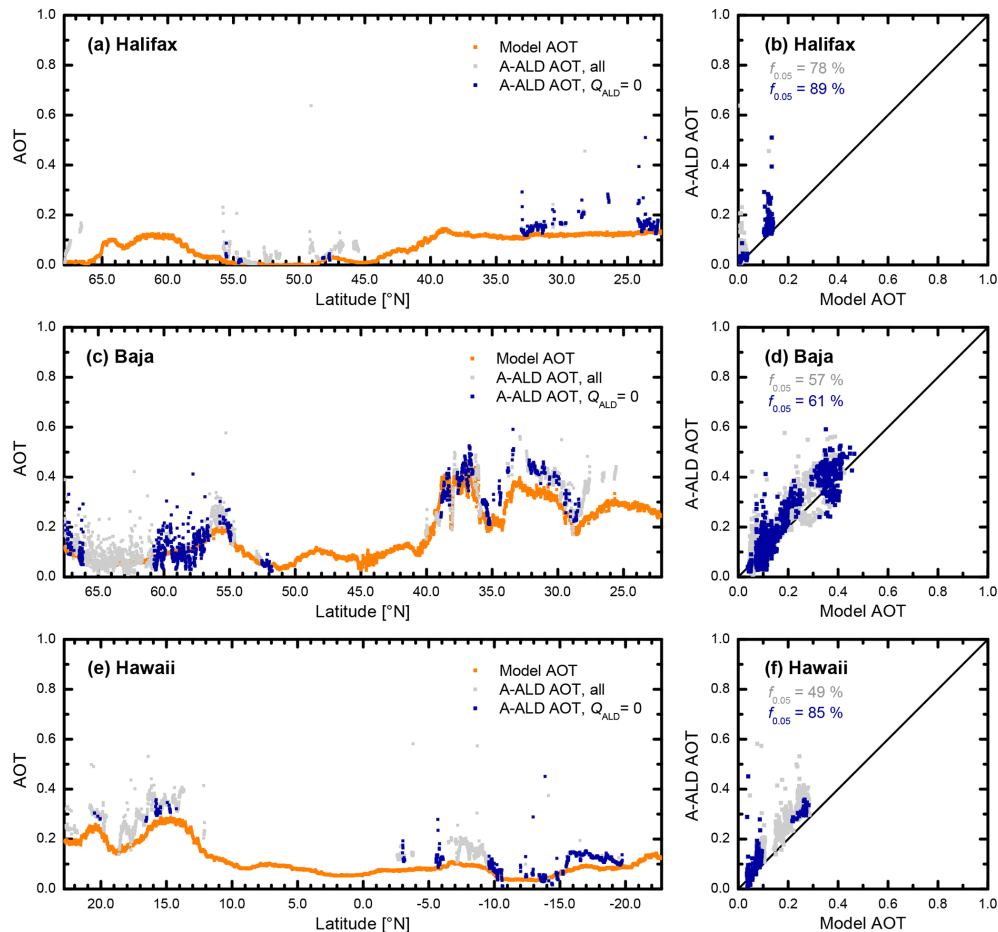 (a) Halifax
Model AOT
A-ALD AOT, all
A-ALD AOT, Q_ALD = 0
AOT
1.0
0.8
0.6
0.4
0.2
0.0
65.0 60.0 55.0 50.0 45.0 40.0 35.0 30.0 25.0
Latitude [°N]
(b) Halifax
f_0.05 = 78 %
f_0.05 = 89 %
A-ALD AOT
1.0
0.8
0.6
0.4
0.2
0.0
0.0 0.2 0.4 0.6 0.8 1.0
Model AOT
(c) Baja
Model AOT
A-ALD AOT, all
A-ALD AOT, Q_ALD = 0
AOT
1.0
0.8
0.6
0.4
0.2
0.0
65.0 60.0 55.0 50.0 45.0 40.0 35.0 30.0 25.0
Latitude [°N]
(d) Baja
f_0.05 = 57 %
f_0.05 = 61 %
A-ALD AOT
1.0
0.8
0.6
0.4
0.2
0.0
0.0 0.2 0.4 0.6 0.8 1.0
Model AOT
(e) Hawaii
Model AOT
A-ALD AOT, all
A-ALD AOT, Q_ALD = 0
AOT
1.0
0.8
0.6
0.4
0.2
0.0
20.0 15.0 10.0 5.0 0.0 -5.0 -10.0 -15.0 -20.0
Latitude [°N]
(f) Hawaii
f_0.05 = 49 %
f_0.05 = 85 %
A-ALD AOT
1.0
0.8
0.6
0.4
0.2
0.0
0.0 0.2 0.4 0.6 0.8 1.0
Model AOT